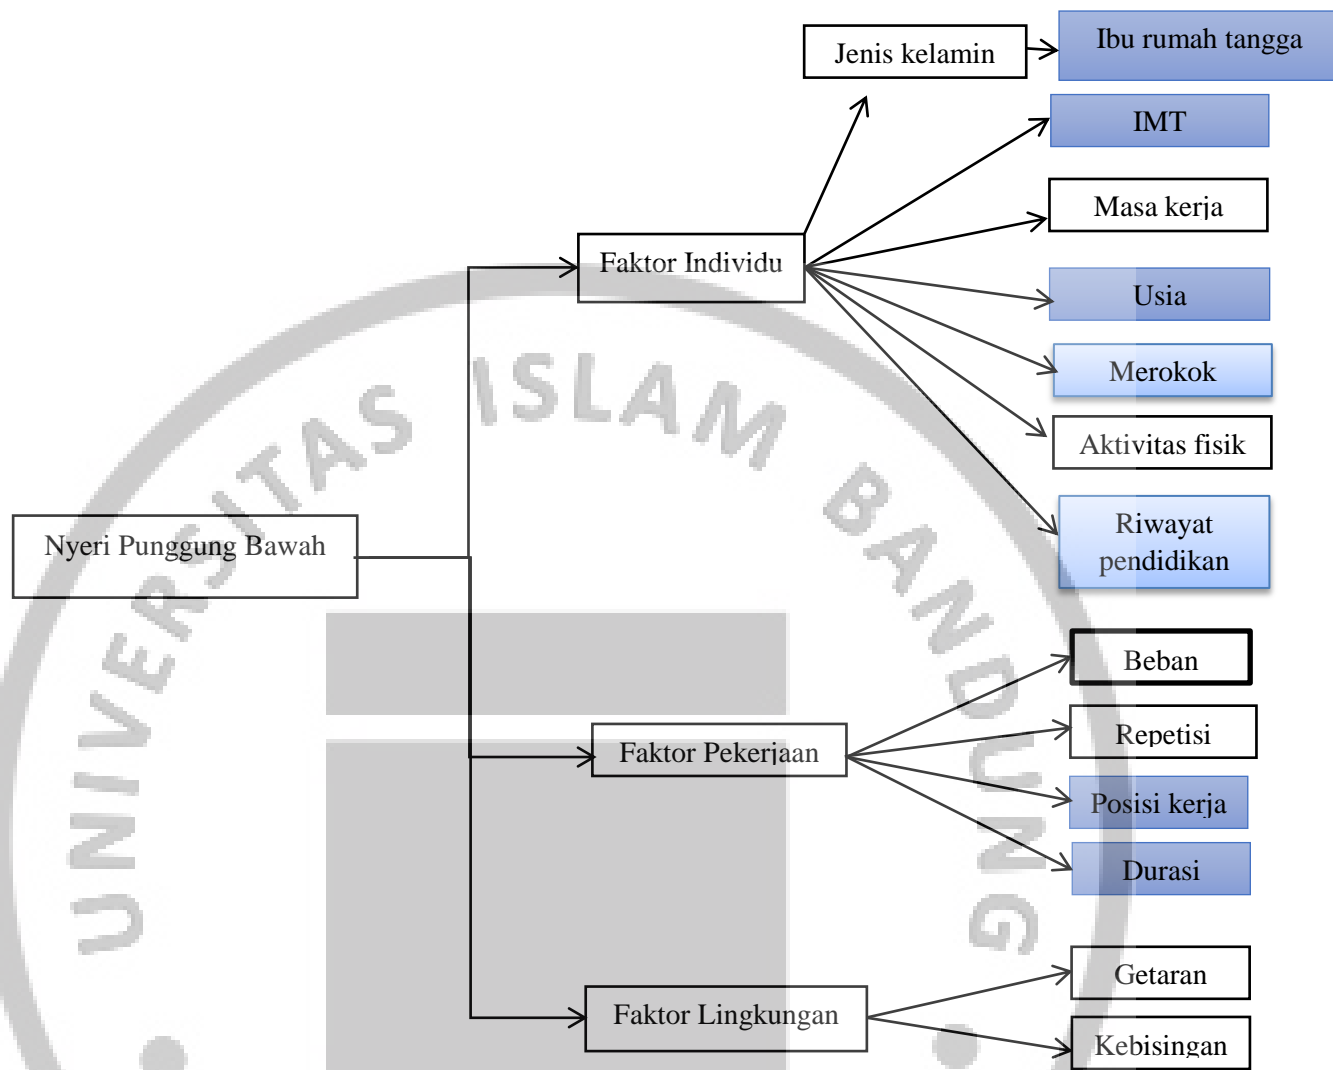 Jenis kelamin
Ibu rumah tangga
IMT
Masa kerja
Faktor Individu
Usia
Merokok
Aktivitas fisik
Riwayat
pendidikan
Nyeri Punggung Bawah
Beban
Repetisi
Faktor Pekerjaan
Posisi kerja
Durasi
Getaran
Faktor Lingkungan
Kebisingan
UNIVERSITAS ISLAM BANDUNG